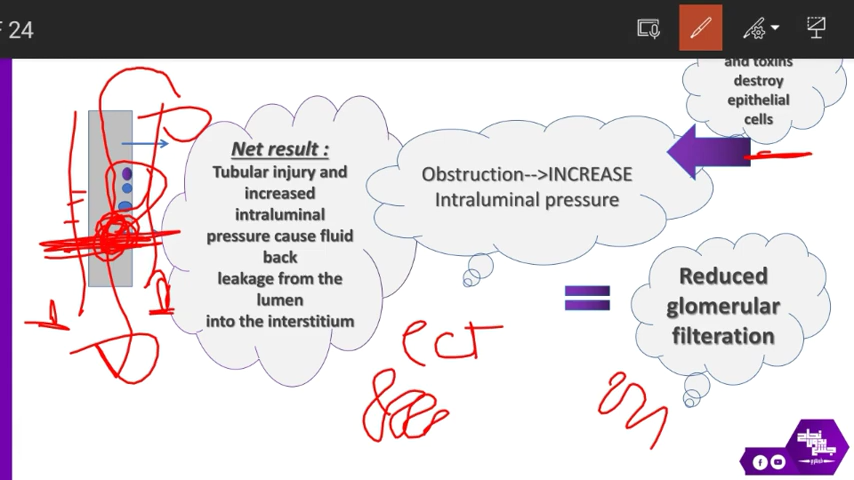 F 24
and toxins
destroy
epithelial
cells
Net result :
Tubular injury and
increased
intraluminal
pressure cause fluid
back
leakage from the
lumen
into the interstitium
Obstruction-->INCREASE
Intraluminal pressure
Reduced
glomerular
filteration
ect